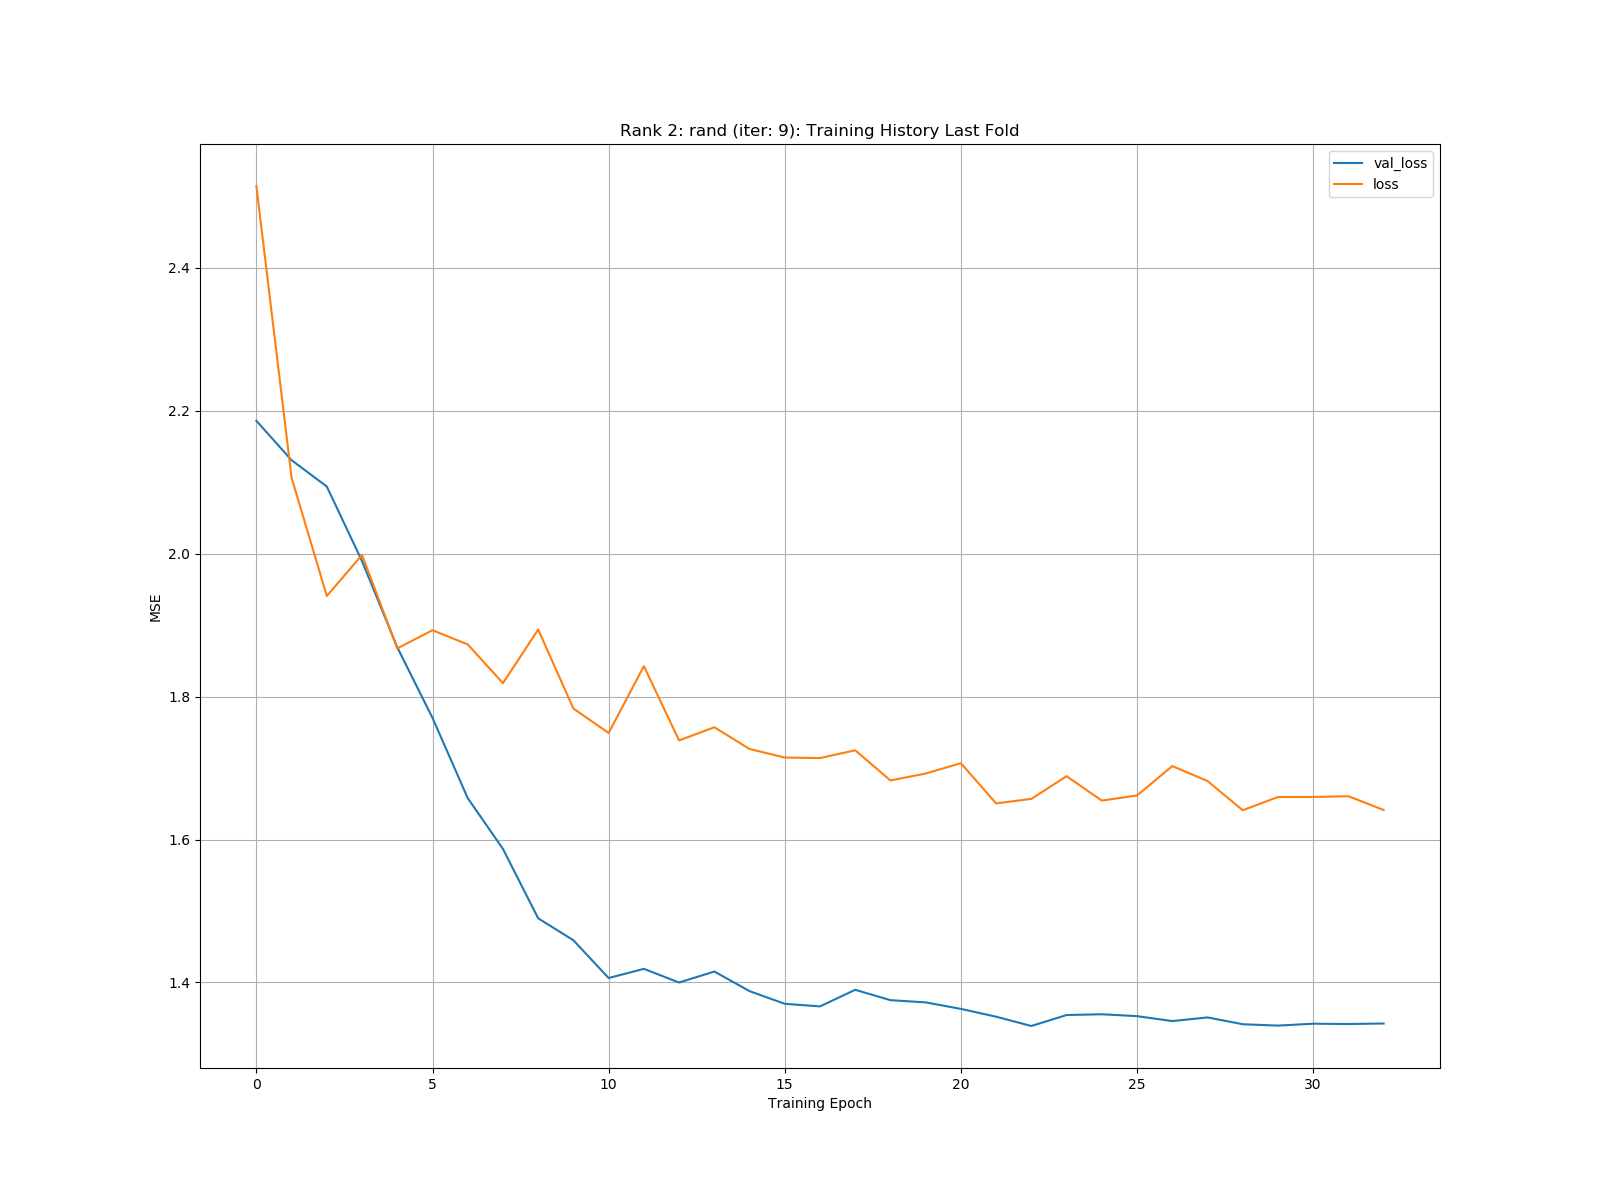 Rank 2: rand (iter: 9): Training History Last Fold
val_loss
loss
MSE
2.4
2.2
2.0
1.8
1.6
1.4
0 5 10 15 20 25 30
Training Epoch